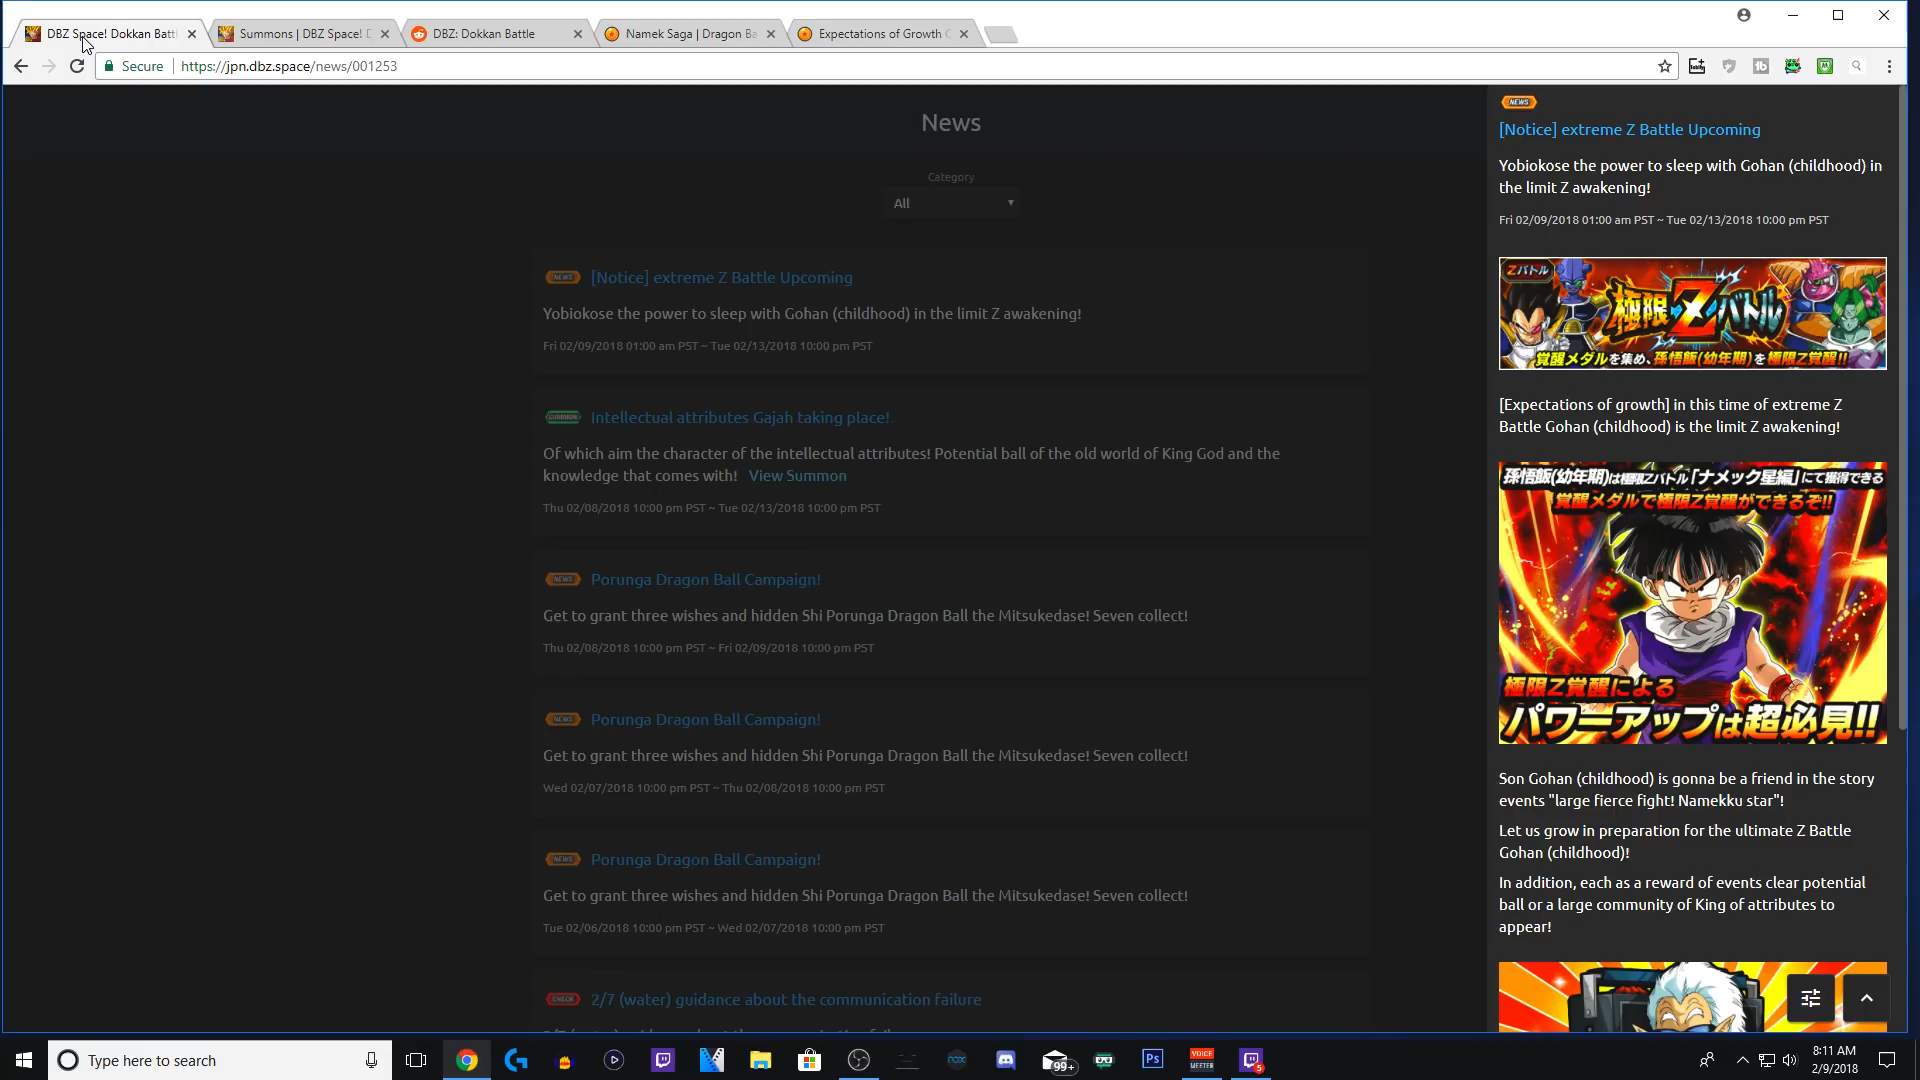 DBZ Space! Dokkan Batt
Summons | DBZ Space! D
DBZ: Dokkan Battle
Namek Saga | Dragon Ba
Expectations of Growth G
Secure
https://jpn.dbz.space/news/001253
News
Category
All
NEWS
[Notice] extreme Z Battle Upcoming
Yobiokose the power to sleep with Gohan (childhood) in the limit Z awakening!
Fri 02/09/2018 01:00 am PST ~ Tue 02/13/2018 10:00 pm PST
SUMMON
Intellectual attributes Gajah taking place!
Of which aim the character of the intellectual attributes! Potential ball of the old world of King God and the
knowledge that comes with! View Summon
Thu 02/08/2018 10:00 pm PST ~ Tue 02/13/2018 10:00 pm PST
NEWS
Porunga Dragon Ball Campaign!
Get to grant three wishes and hidden Shi Porunga Dragon Ball the Mitsukedase! Seven collect!
Thu 02/08/2018 10:00 pm PST ~ Fri 02/09/2018 10:00 pm PST
NEWS
Porunga Dragon Ball Campaign!
Get to grant three wishes and hidden Shi Porunga Dragon Ball the Mitsukedase! Seven collect!
Wed 02/07/2018 10:00 pm PST ~ Thu 02/08/2018 10:00 pm PST
NEWS
Porunga Dragon Ball Campaign!
Get to grant three wishes and hidden Shi Porunga Dragon Ball the Mitsukedase! Seven collect!
Tue 02/06/2018 10:00 pm PST ~ Wed 02/07/2018 10:00 pm PST
CHECK
2/7 (water) guidance about the communication failure
NEWS
[Notice] extreme Z Battle Upcoming
Yobiokose the power to sleep with Gohan (childhood) in
the limit Z awakening!
Fri 02/09/2018 01:00 am PST ~ Tue 02/13/2018 10:00 pm PST
Zバトル
極限Zバトル
覚醒メダルを集め、孫悟飯(幼年期)を極限Z覚醒!!
[Expectations of growth] in this time of extreme Z
Battle Gohan (childhood) is the limit Z awakening!
孫悟飯(幼年期)は極限Zバトル「ナメック星編」にて獲得できる
覚醒メダルで極限Z覚醒ができるぞ!!
極限Z覚醒による
パワーアップは超必見!!
Son Gohan (childhood) is gonna be a friend in the story
events "large fierce fight! Namekku star"!
Let us grow in preparation for the ultimate Z Battle
Gohan (childhood)!
In addition, each as a reward of events clear potential
ball or a large community of King of attributes to
appear!
Type here to search
99+
Ps
VOICE
MEETER
5
8:11 AM
2/9/2018